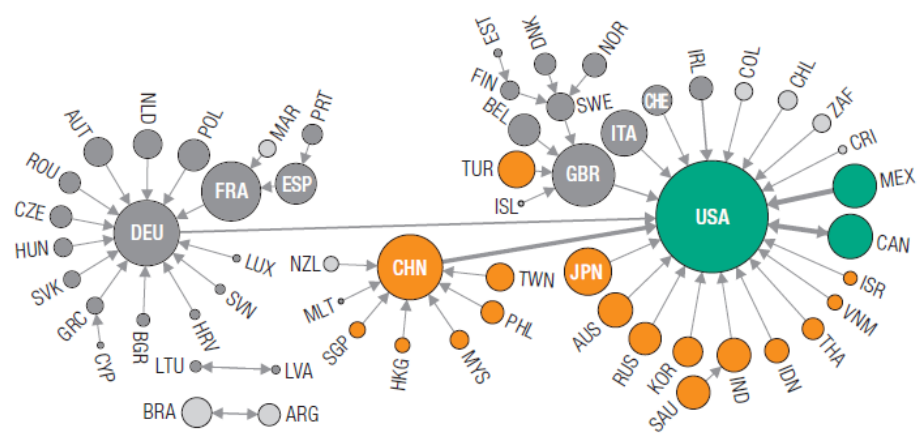 EST
DNK
NOR
IRL
COL
CHL
ZAF
CRI
FIN
SWE
CHE
BEL
ITA
NLD
POL
AUT
MAR
PRT
ROU
FRA
ESP
TUR
GBR
MEX
ISL
USA
CZE
DEU
HUN
CAN
LUX
NZL
CHN
TWN
JPN
ISR
SVK
SVN
MLT
PHL
AUS
VNM
GRC
BGR
HRV
SGP
HKG
MYS
RUS
KOR
SAU
IND
IDN
THA
CYP
LTU
LVA
BRA
ARG